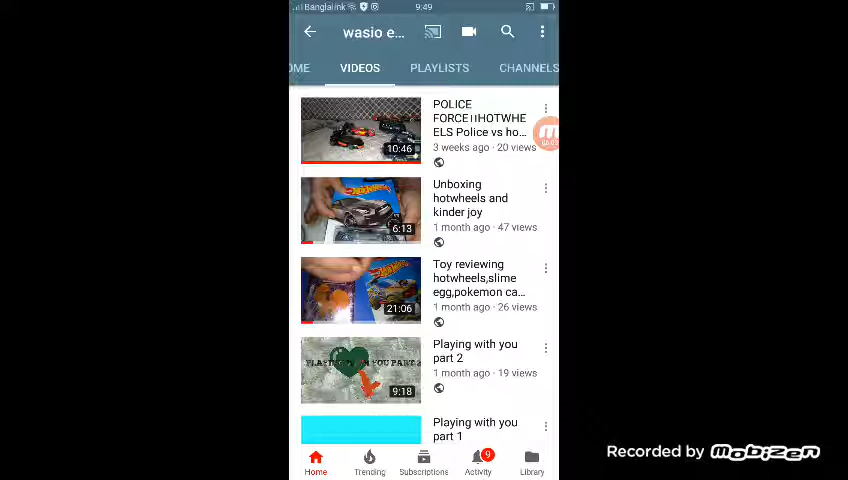 Banglalink
9:49
wasio e...
OME VIDEOS PLAYLISTS CHANNELS
POLICE
FORCE▯▯HOTWHE
ELS Police vs ho...
3 weeks ago · 20 views
10:46
Unboxing
hotwheels and
kinder joy
1 month ago · 47 views
6:13
Toy reviewing
hotwheels,slime
egg,pokemon ca...
1 month ago · 26 views
21:06
Playing with you
part 2
1 month ago · 19 views
9:18
Playing with you
part 1
9
Home Trending Subscriptions Activity Library
Recorded by Mobizen